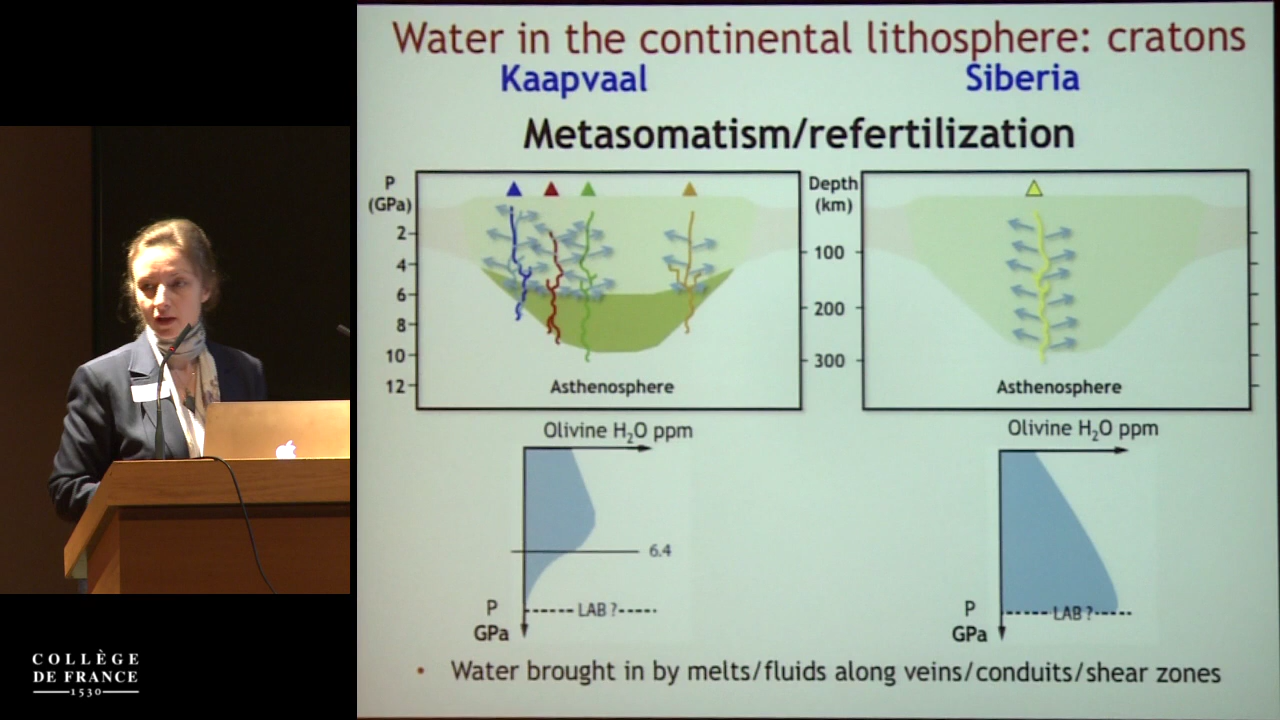 Water in the continental lithosphere: cratons
Kaapvaal
Siberia
Metasomatism/refertilization
P
(GPa)
2
4
6
8
10
12
Asthenosphere
Depth
(km)
100
200
300
Asthenosphere
Olivine H₂O ppm
6.4
LAB ?
P
GPa
Olivine H₂O ppm
LAB ?
P
GPa
• Water brought in by melts/fluids along veins/conduits/shear zones
COLLÈGE
DE FRANCE
1530